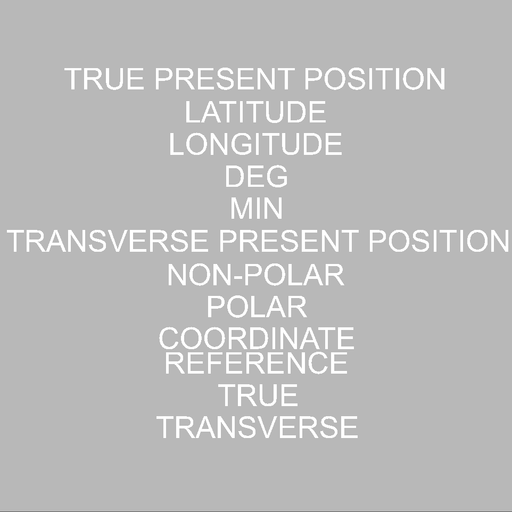 TRUE PRESENT POSITION
LATITUDE
LONGITUDE
DEG
MIN
TRANSVERSE PRESENT POSITION
NON-POLAR
POLAR
COORDINATE
REFERENCE
TRUE
TRANSVERSE